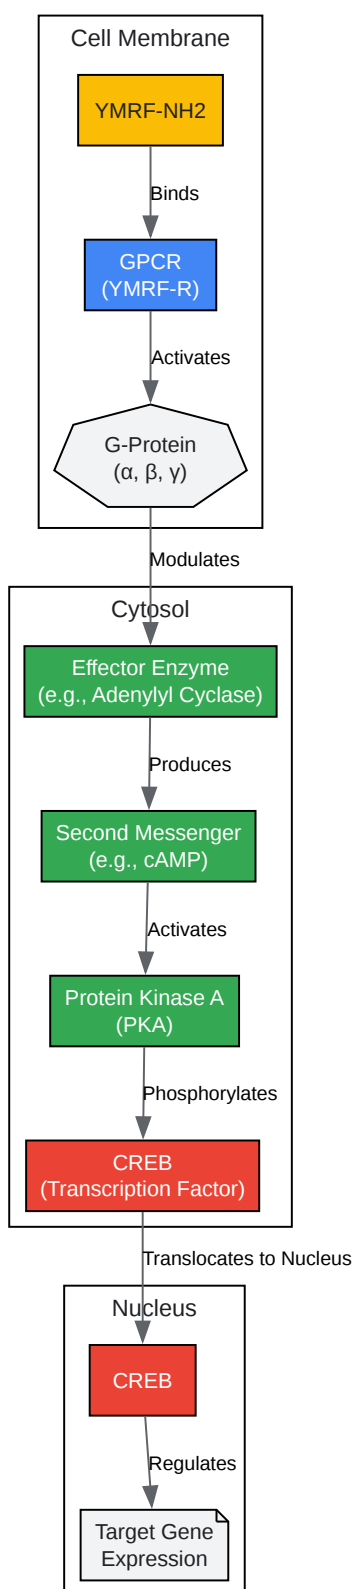 Cell Membrane
YMRF-NH2
Binds
GPCR
(YMRF-R)
Activates
G-Protein
(α, β, γ)
Modulates
Cytosol
Effector Enzyme
(e.g., Adenylyl Cyclase)
Produces
Second Messenger
(e.g., cAMP)
Activates
Protein Kinase A
(PKA)
Phosphorylates
CREB
(Transcription Factor)
Translocates to Nucleus
Nucleus
CREB
Regulates
Target Gene
Expression